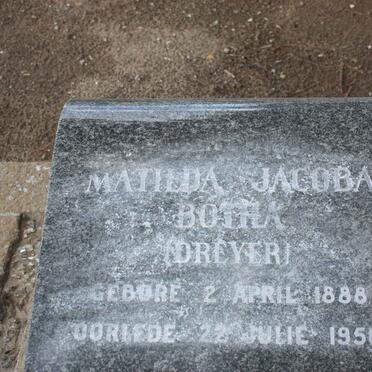 MATILDA JACOBA
BOTHA
(DREYER)
GEBORE 2 APRIL 1888
OORLEDE 22 JULIE